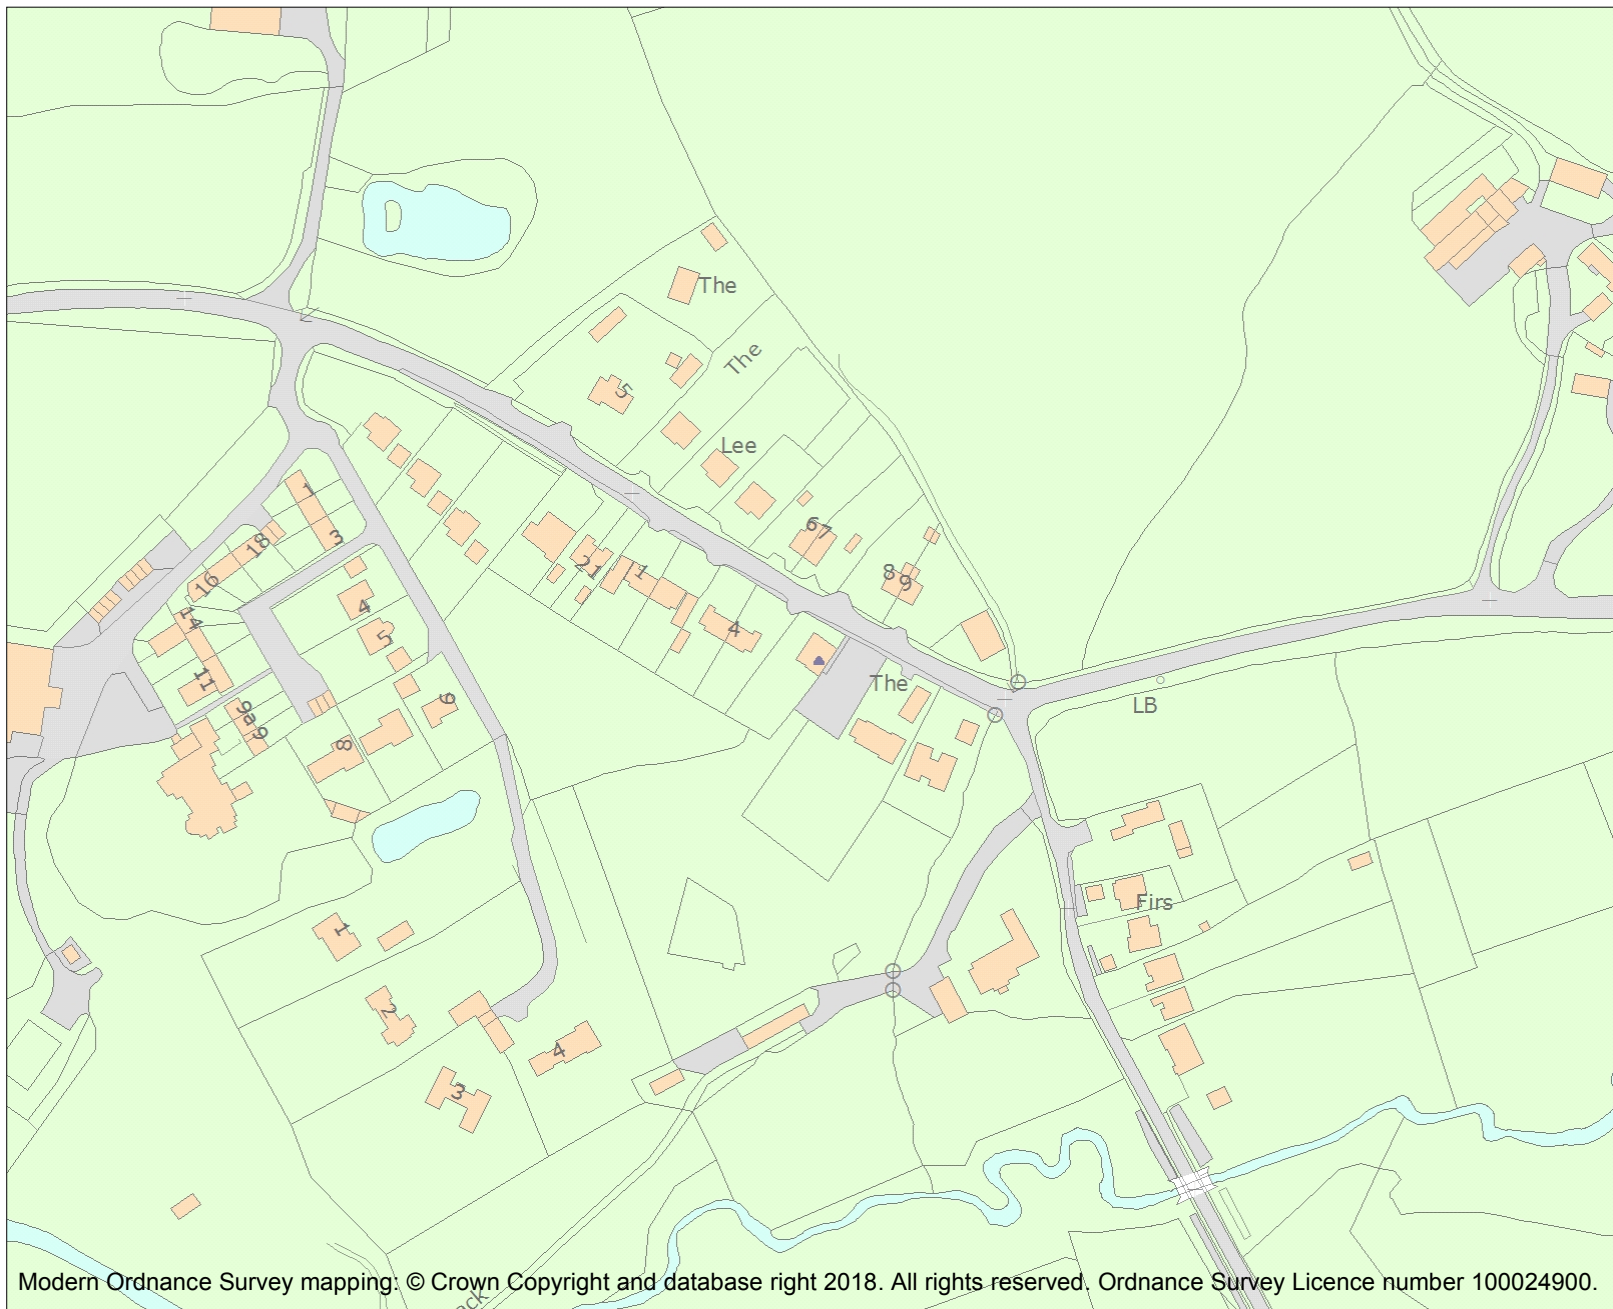 The
The
5
Lee
1
3
18
16
14
11
9a
9
4
5
6
8
21
1
4
67
8
9
The
LB
Firs
1
2
3
4
ck
Modern Ordnance Survey mapping: © Crown Copyright and database right 2018. All rights reserved. Ordnance Survey Licence number 100024900.